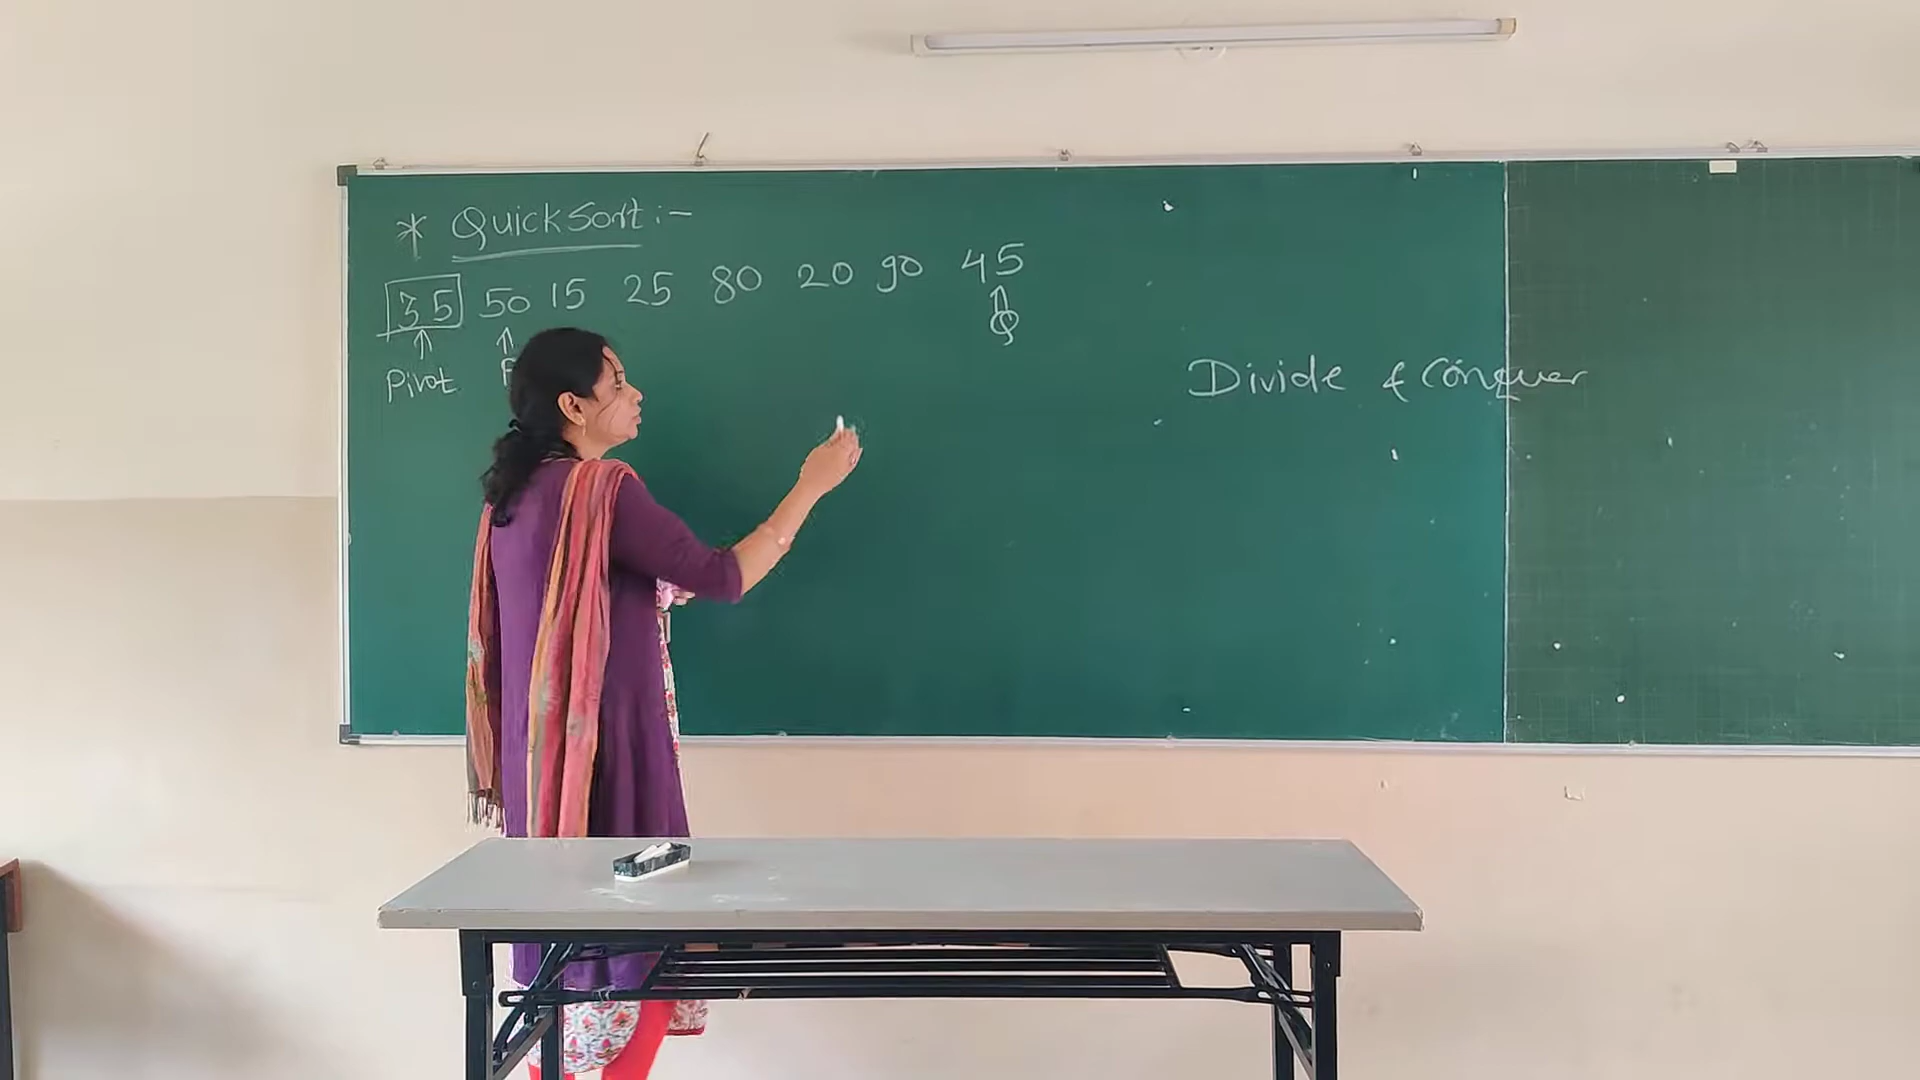 * QuickSort :-
35 50 15 25 80 20 90 45
Q
Pivot P
Divide & Conquer